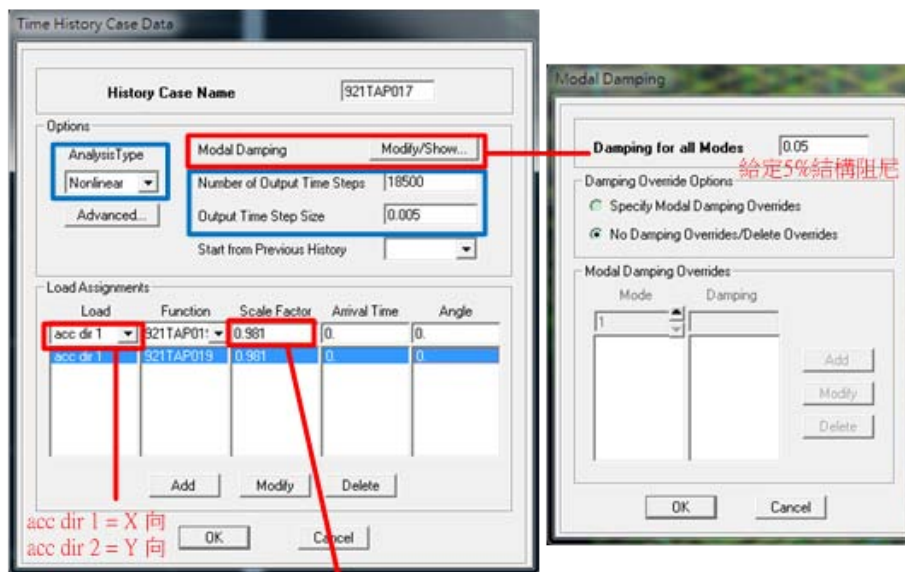 Time History Case Data
History Case Name 921TAP017
Options
Analysis Type
Nonlinear
Advanced...
Modal Damping Modify/Show...
Number of Output Time Steps 18500
Output Time Step Size 0.005
Start from Previous History
Load Assignments
Load Function Scale Factor Arrival Time Angle
acc dir 1 921TAP019 0.981 0. 0.
acc dir 1 921TAP019 0.981 0. 0.
Add Modify Delete
acc dir 1 = X 向
acc dir 2 = Y 向
OK Cancel
Modal Damping
Damping for all Modes 0.05
給定5%結構阻尼
Damping Override Options
Specify Modal Damping Overrides
No Damping Overrides/Delete Overrides
Modal Damping Overrides
Mode Damping
1
Add
Modify
Delete
OK Cancel